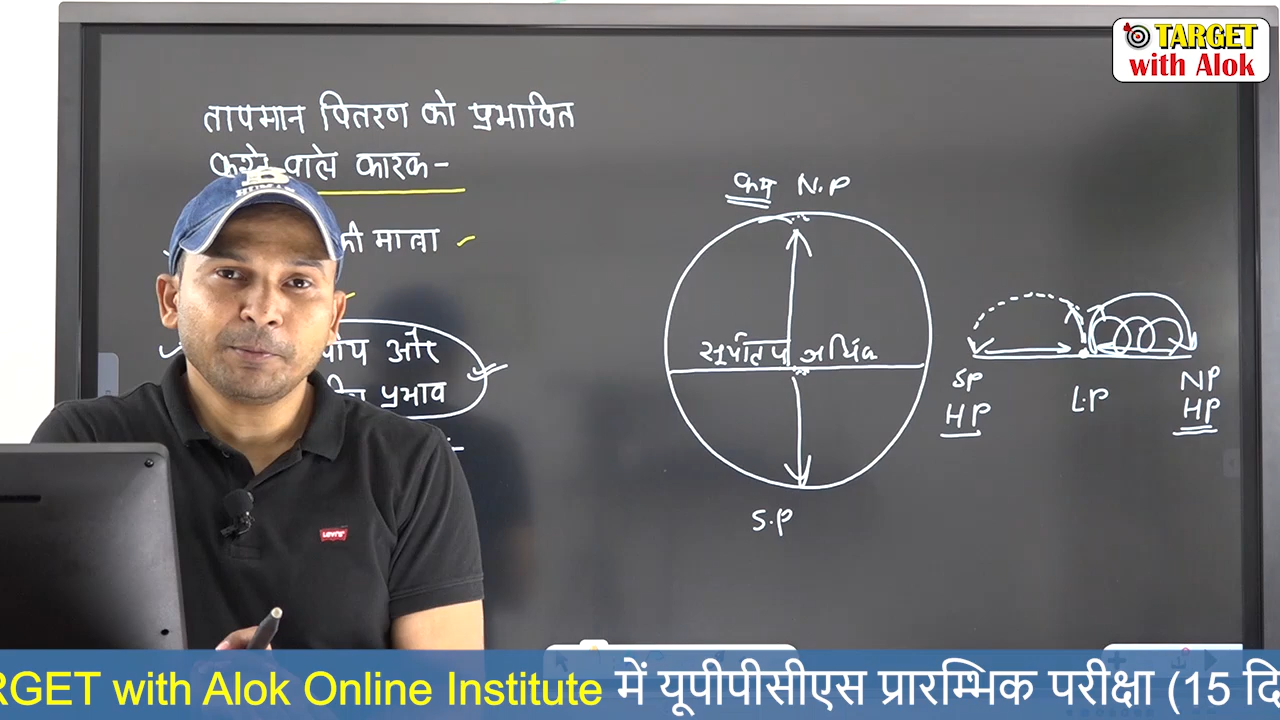 TARGET
with Alok
तापमान वितरण को प्रभावित
करने वाले कारक-
की मात्रा
और
प्रभाव
कम N.P
सूर्यातप अधिक
S.P
SP
HP
L.P
NP
HP
Levi's
RGET with Alok Online Institute में यूपीपीसीएस प्रारम्भिक परीक्षा (15 दि